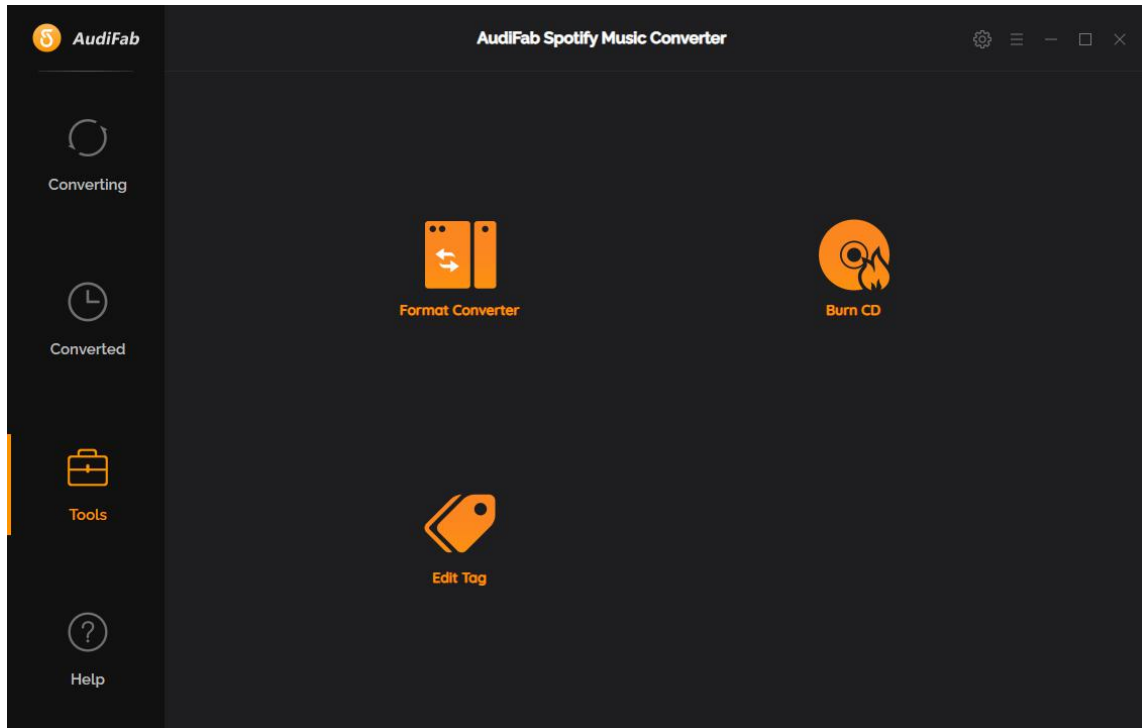 AudiFab
AudiFab Spotify Music Converter
Converting
Converted
Tools
Help
Format Converter
Burn CD
Edit Tag